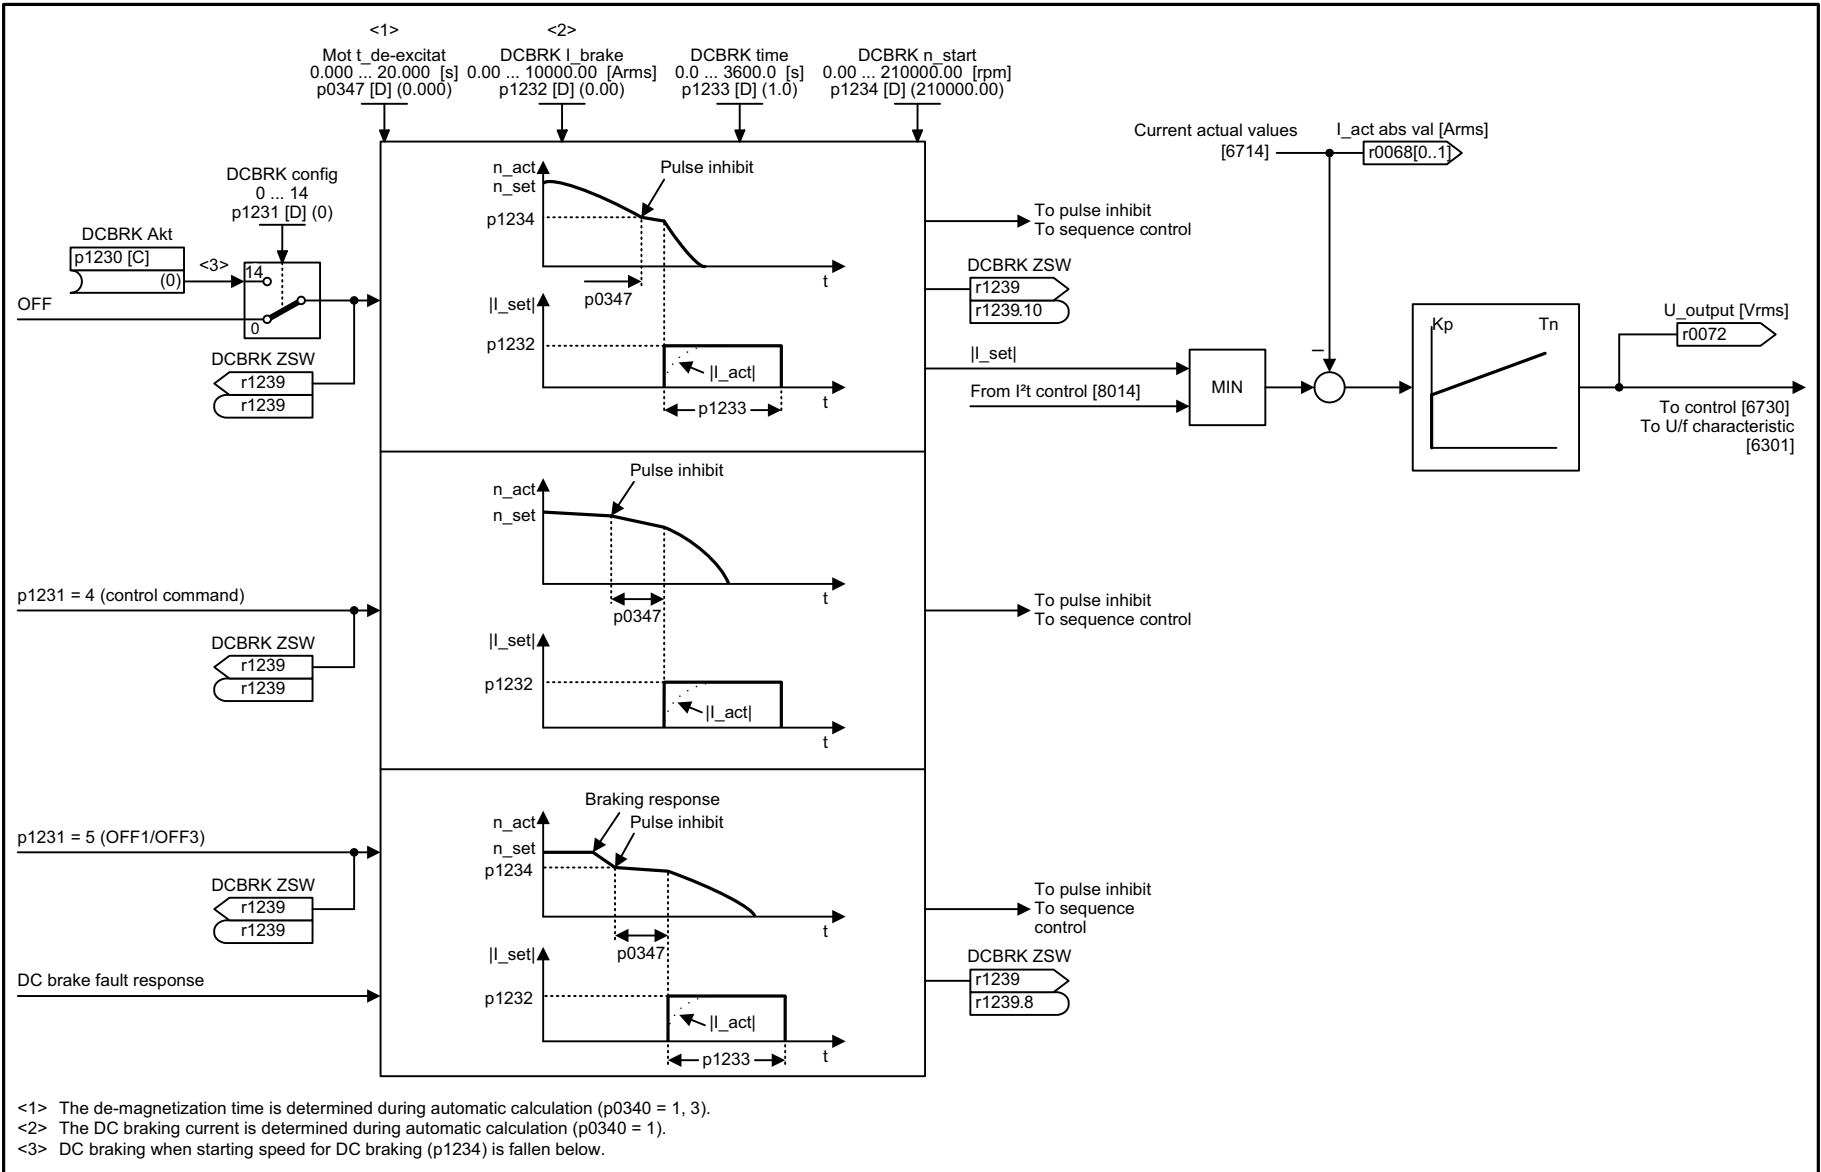 <1>
Mot t_de-excitat
0.000 ... 20.000 [s]
p0347 [D] (0.000)
<2>
DCBRK I_brake
0.00 ... 10000.00 [Arms]
p1232 [D] (0.00)
DCBRK time
0.0 ... 3600.0 [s]
p1233 [D] (1.0)
DCBRK n_start
0.00 ... 210000.00 [rpm]
p1234 [D] (210000.00)
Current actual values
[6714]
I_act abs val [Arms]
r0068[0..1]
DCBRK config
0 ... 14
p1231 [D] (0)
DCBRK Akt
p1230 [C]
(0)
<3>
14
0
OFF
DCBRK ZSW
r1239
r1239
n_act
n_set
p1234
Pulse inhibit
t
p0347
|I_set|
p1232
|I_act|
t
p1233
To pulse inhibit
To sequence control
DCBRK ZSW
r1239
r1239.10
|I_set|
From I²t control [8014]
MIN
–
Kp
Tn
U_output [Vrms]
r0072
To control [6730]
To U/f characteristic
[6301]
p1231 = 4 (control command)
DCBRK ZSW
r1239
r1239
Pulse inhibit
n_act
n_set
t
p0347
|I_set|
p1232
|I_act|
t
To pulse inhibit
To sequence control
p1231 = 5 (OFF1/OFF3)
DCBRK ZSW
r1239
r1239
DC brake fault response
Braking response
Pulse inhibit
n_act
n_set
p1234
t
p0347
|I_set|
p1232
|I_act|
t
p1233
To pulse inhibit
To sequence
control
DCBRK ZSW
r1239
r1239.8
<1> The de-magnetization time is determined during automatic calculation (p0340 = 1, 3).
<2> The DC braking current is determined during automatic calculation (p0340 = 1).
<3> DC braking when starting speed for DC braking (p1234) is fallen below.